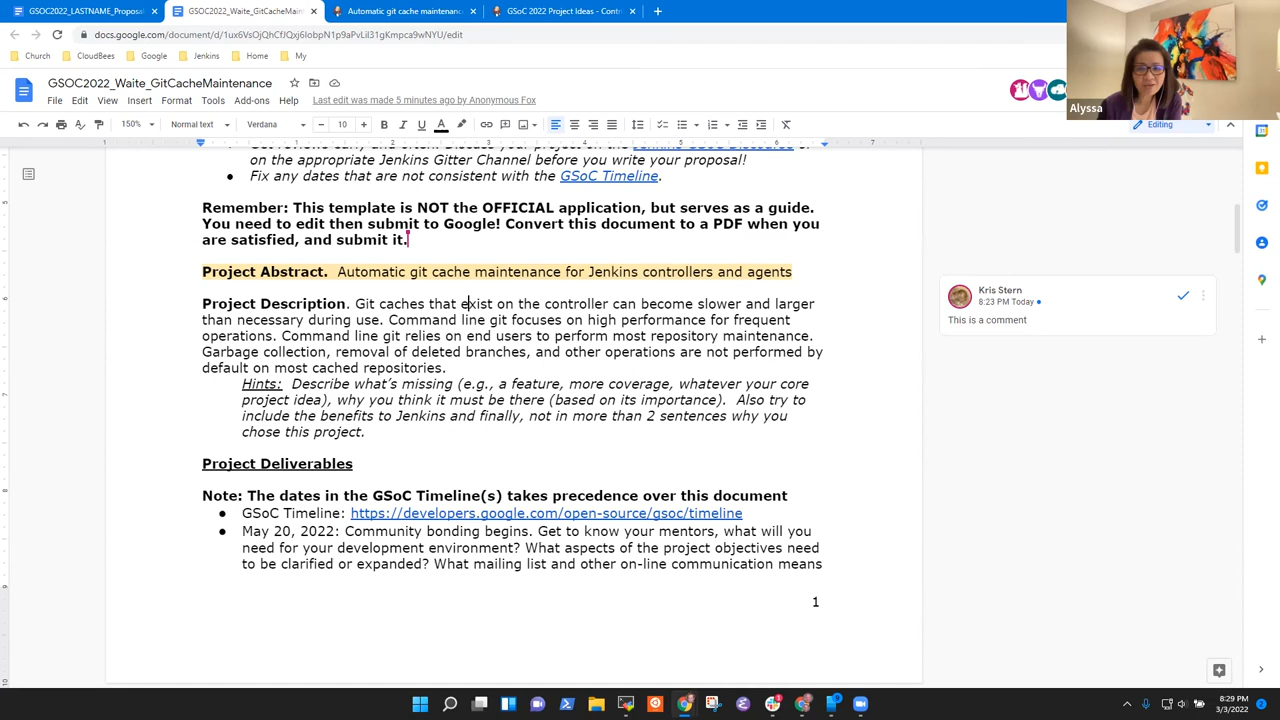 GSOC2022_LASTNAME_Proposal
GSOC2022_Waite_GitCacheMain
Automatic git cache maintenance
GSoC 2022 Project Ideas - Contri
docs.google.com/document/d/1ux6VsOjQhCfJQxj6IobpN1p9aPvLil31gKmpca9wNYU/edit
Church
CloudBees
Google
Jenkins
Home
My
GSOC2022_Waite_GitCacheMaintenance
File Edit View Insert Format Tools Add-ons Help Last edit was made 5 minutes ago by Anonymous Fox
Alyssa
150% Normal text Verdana 10 B I U A Editing
on the appropriate Jenkins Gitter Channel before you write your proposal!
● Fix any dates that are not consistent with the GSoC Timeline.
Remember: This template is NOT the OFFICIAL application, but serves as a guide.
You need to edit then submit to Google! Convert this document to a PDF when you
are satisfied, and submit it.
Project Abstract. Automatic git cache maintenance for Jenkins controllers and agents
Project Description. Git caches that exist on the controller can become slower and larger
than necessary during use. Command line git focuses on high performance for frequent
operations. Command line git relies on end users to perform most repository maintenance.
Garbage collection, removal of deleted branches, and other operations are not performed by
default on most cached repositories.
Hints: Describe what's missing (e.g., a feature, more coverage, whatever your core
project idea), why you think it must be there (based on its importance). Also try to
include the benefits to Jenkins and finally, not in more than 2 sentences why you
chose this project.
Project Deliverables
Note: The dates in the GSoC Timeline(s) takes precedence over this document
● GSoC Timeline: https://developers.google.com/open-source/gsoc/timeline
● May 20, 2022: Community bonding begins. Get to know your mentors, what will you
need for your development environment? What aspects of the project objectives need
to be clarified or expanded? What mailing list and other on-line communication means
1
Kris Stern
8:23 PM Today
This is a comment
8:29 PM
3/3/2022